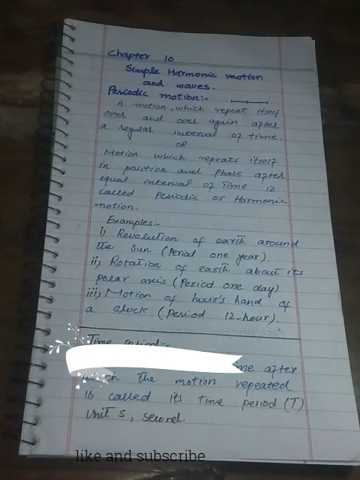 Chapter 10
Simple Harmonic motion
and waves.
Periodic motion:-
A motion, which repeat itself
over and over again after
a regular interval of time.
OR
Motion which repeats itself
in position and phase after
equal interval of Time is
called Periodic or Harmonic
motion.
Examples:-
i) Revolution of earth around
the Sun (Period one year).
ii) Rotation of earth about its
polar axis (Period one day)
iii) Motion of hour's hand of
a clock (Period 12-hour).
Time
after
which the motion repeated
is called its time period (T)
Unit s, second.
like and subscribe